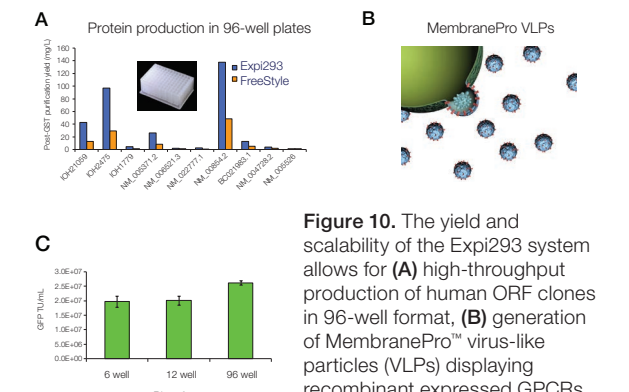 A
Protein production in 96-well plates
Post-GST purification yield (mg/L)
160
140
120
100
80
60
40
20
0
Expi293
FreeStyle
IOH21059
IOH2475
IOH1779
NM_005371.2
NM_006521.3
NM_022777.1
NM_00854.2
BC021983.1
NM_004728.2
NM_005526
B
MembranePro VLPs
C
GFP TU/mL
3.0E+07
2.5E+07
2.0E+07
1.5E+07
1.0E+07
5.0E+06
0.0E+00
6 well
12 well
96 well
Figure 10. The yield and
scalability of the Expi293 system
allows for (A) high-throughput
production of human ORF clones
in 96-well format, (B) generation
of MembranePro™ virus-like
particles (VLPs) displaying
recombinant expressed GPCRs